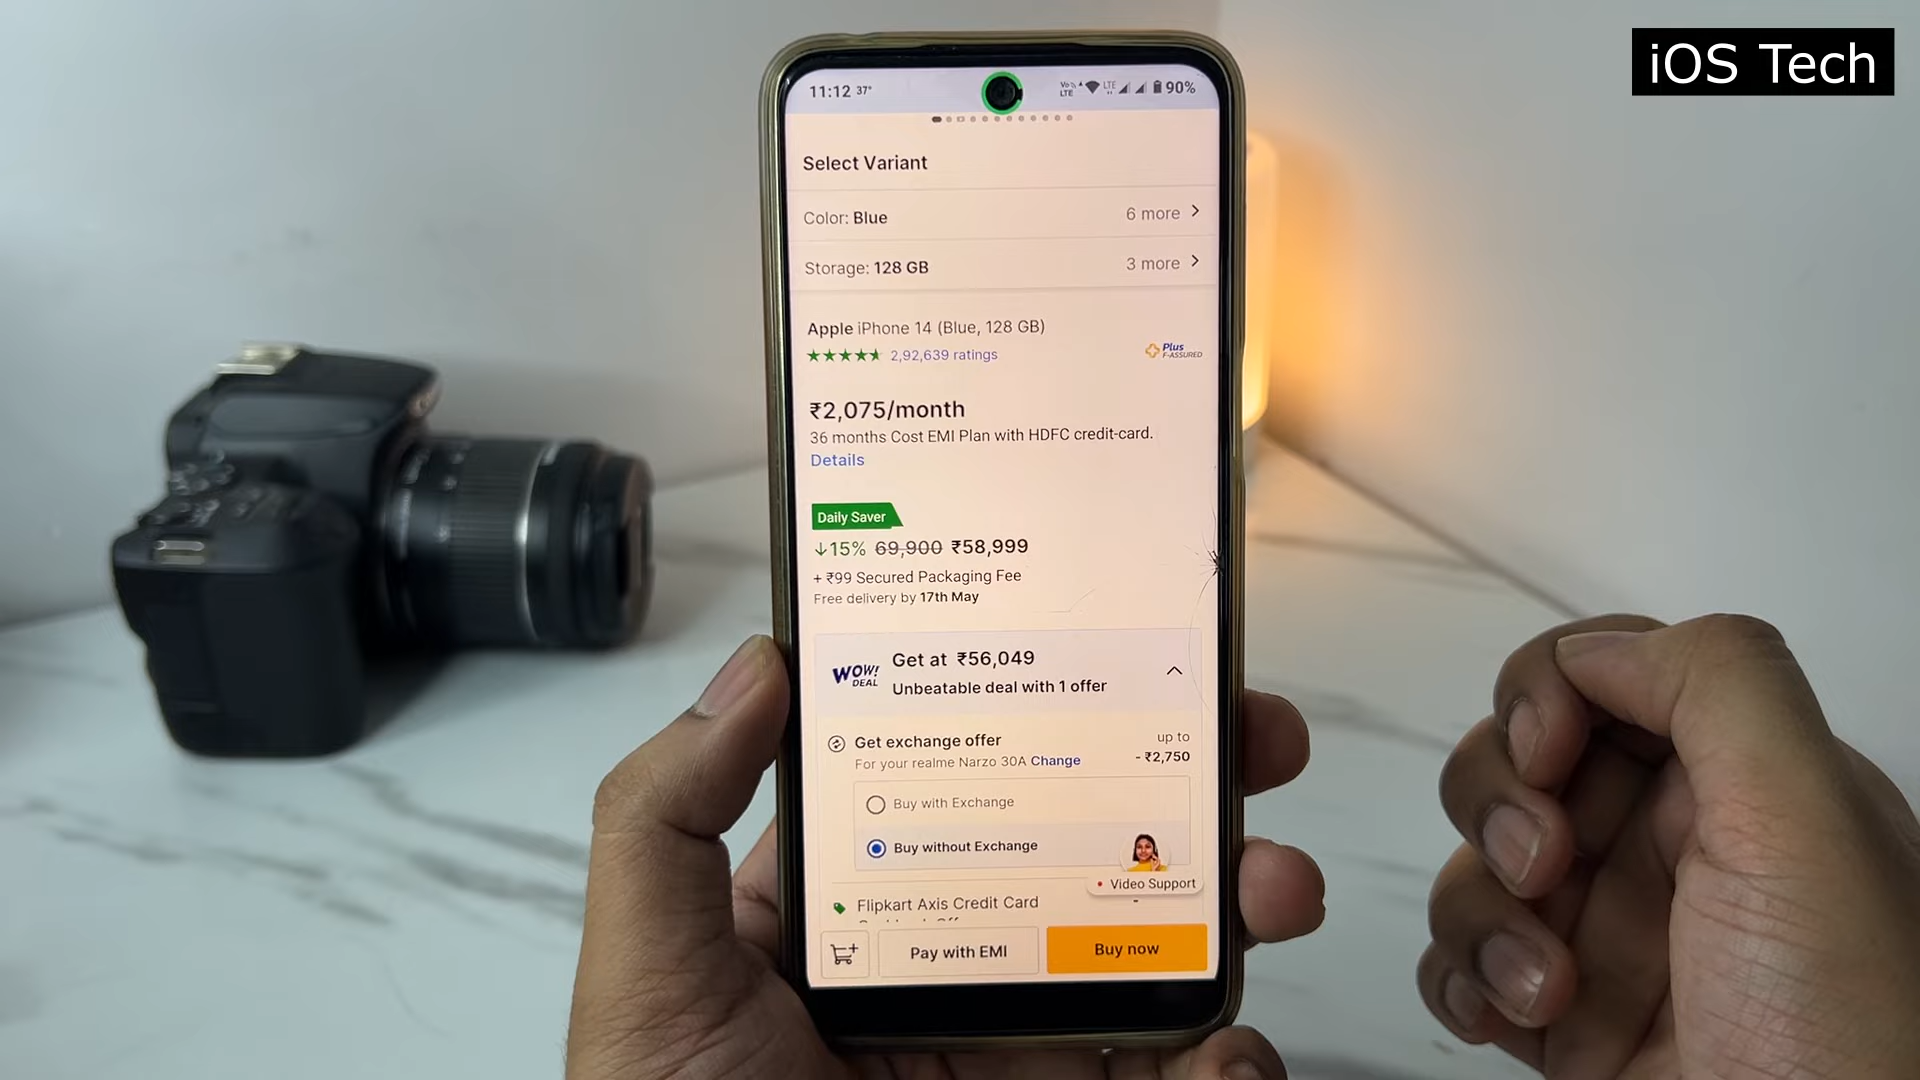 iOS Tech
11:12 37° Vo)) LTE LTE 90%
Select Variant
Color: Blue 6 more
Storage: 128 GB 3 more
Apple iPhone 14 (Blue, 128 GB)
2,92,639 ratings
Plus
F-ASSURED
₹2,075/month
36 months Cost EMI Plan with HDFC credit-card.
Details
Daily Saver
↓15% 69,900 ₹58,999
+ ₹99 Secured Packaging Fee
Free delivery by 17th May
WOW!
DEAL
Get at ₹56,049
Unbeatable deal with 1 offer
Get exchange offer up to
For your realme Narzo 30A Change - ₹2,750
Buy with Exchange
Buy without Exchange
Video Support
Flipkart Axis Credit Card
Pay with EMI
Buy now